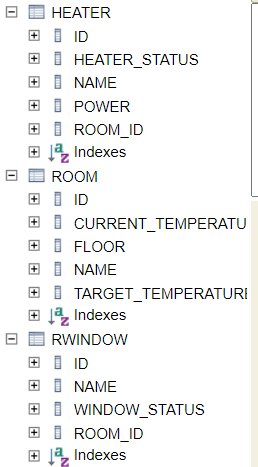 HEATER
ID
HEATER_STATUS
NAME
POWER
ROOM_ID
Indexes
ROOM
ID
CURRENT_TEMPERATU
FLOOR
NAME
TARGET_TEMPERATURE
Indexes
RWINDOW
ID
NAME
WINDOW_STATUS
ROOM_ID
Indexes